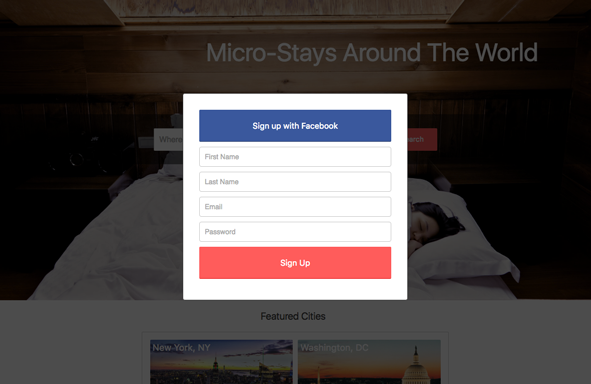 Micro-Stays Around The World
Where
earch
Sign up with Facebook
First Name
Last Name
Email
Password
Sign Up
Featured Cities
New York, NY
Washington, DC